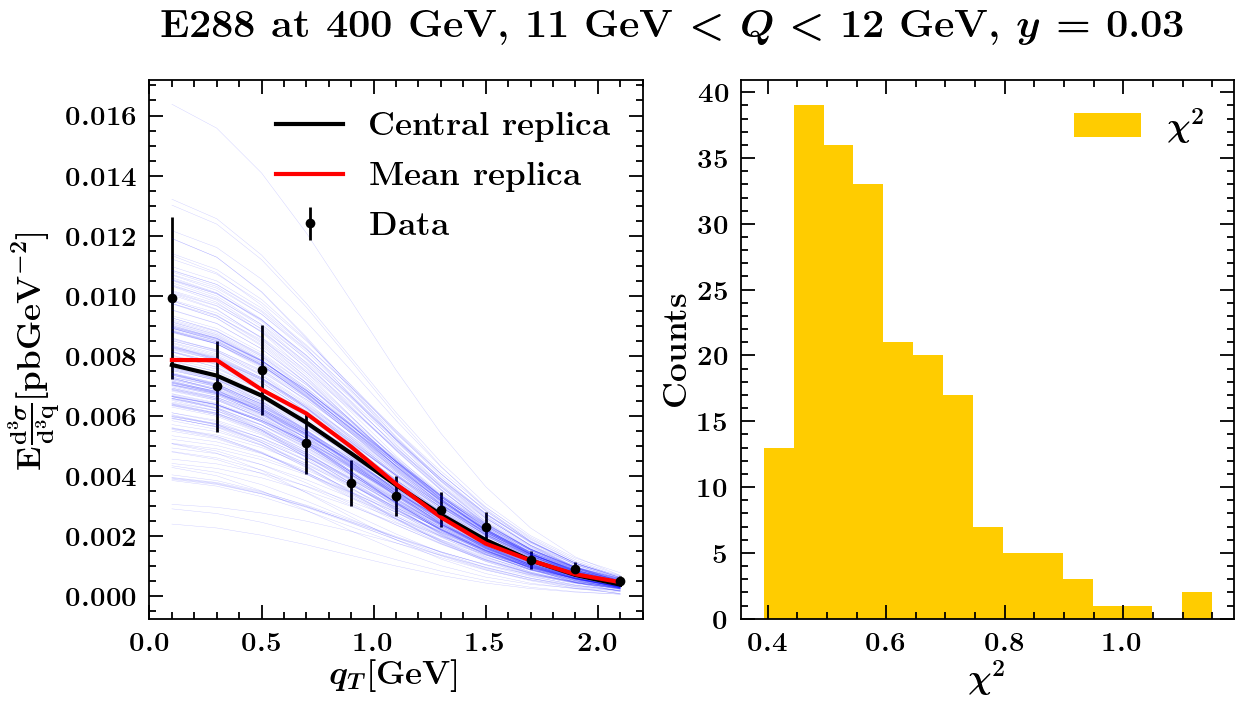 E288 at 400 GeV, 11 GeV < Q < 12 GeV, y = 0.03
E d³σ/d³q [pbGeV⁻²]
0.016
0.014
0.012
0.010
0.008
0.006
0.004
0.002
0.000
Central replica
Mean replica
Data
0.0 0.5 1.0 1.5 2.0
q_T[GeV]
Counts
40
35
30
25
20
15
10
5
0
χ²
0.4 0.6 0.8 1.0
χ²